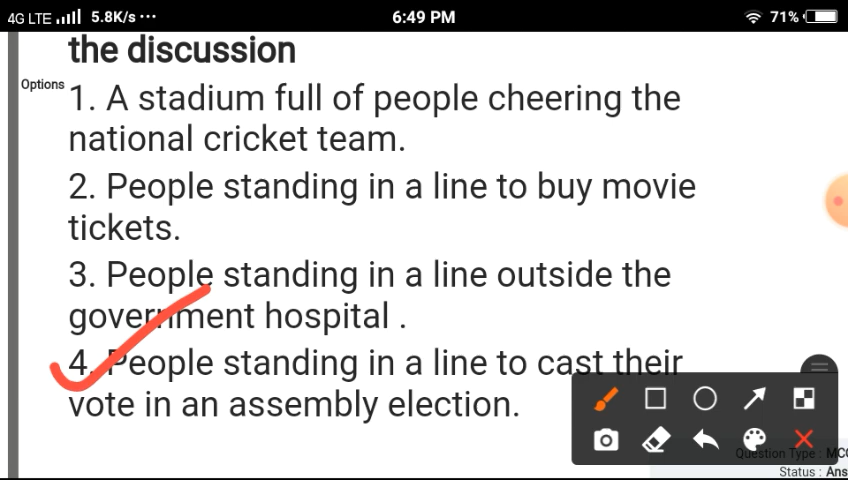 4G LTE 5.8K/s ··· 6:49 PM 71%
the discussion
Options
1. A stadium full of people cheering the
national cricket team.
2. People standing in a line to buy movie
tickets.
3. People standing in a line outside the
government hospital .
4. People standing in a line to cast their
vote in an assembly election.
Question Type : MC
Status : Ans